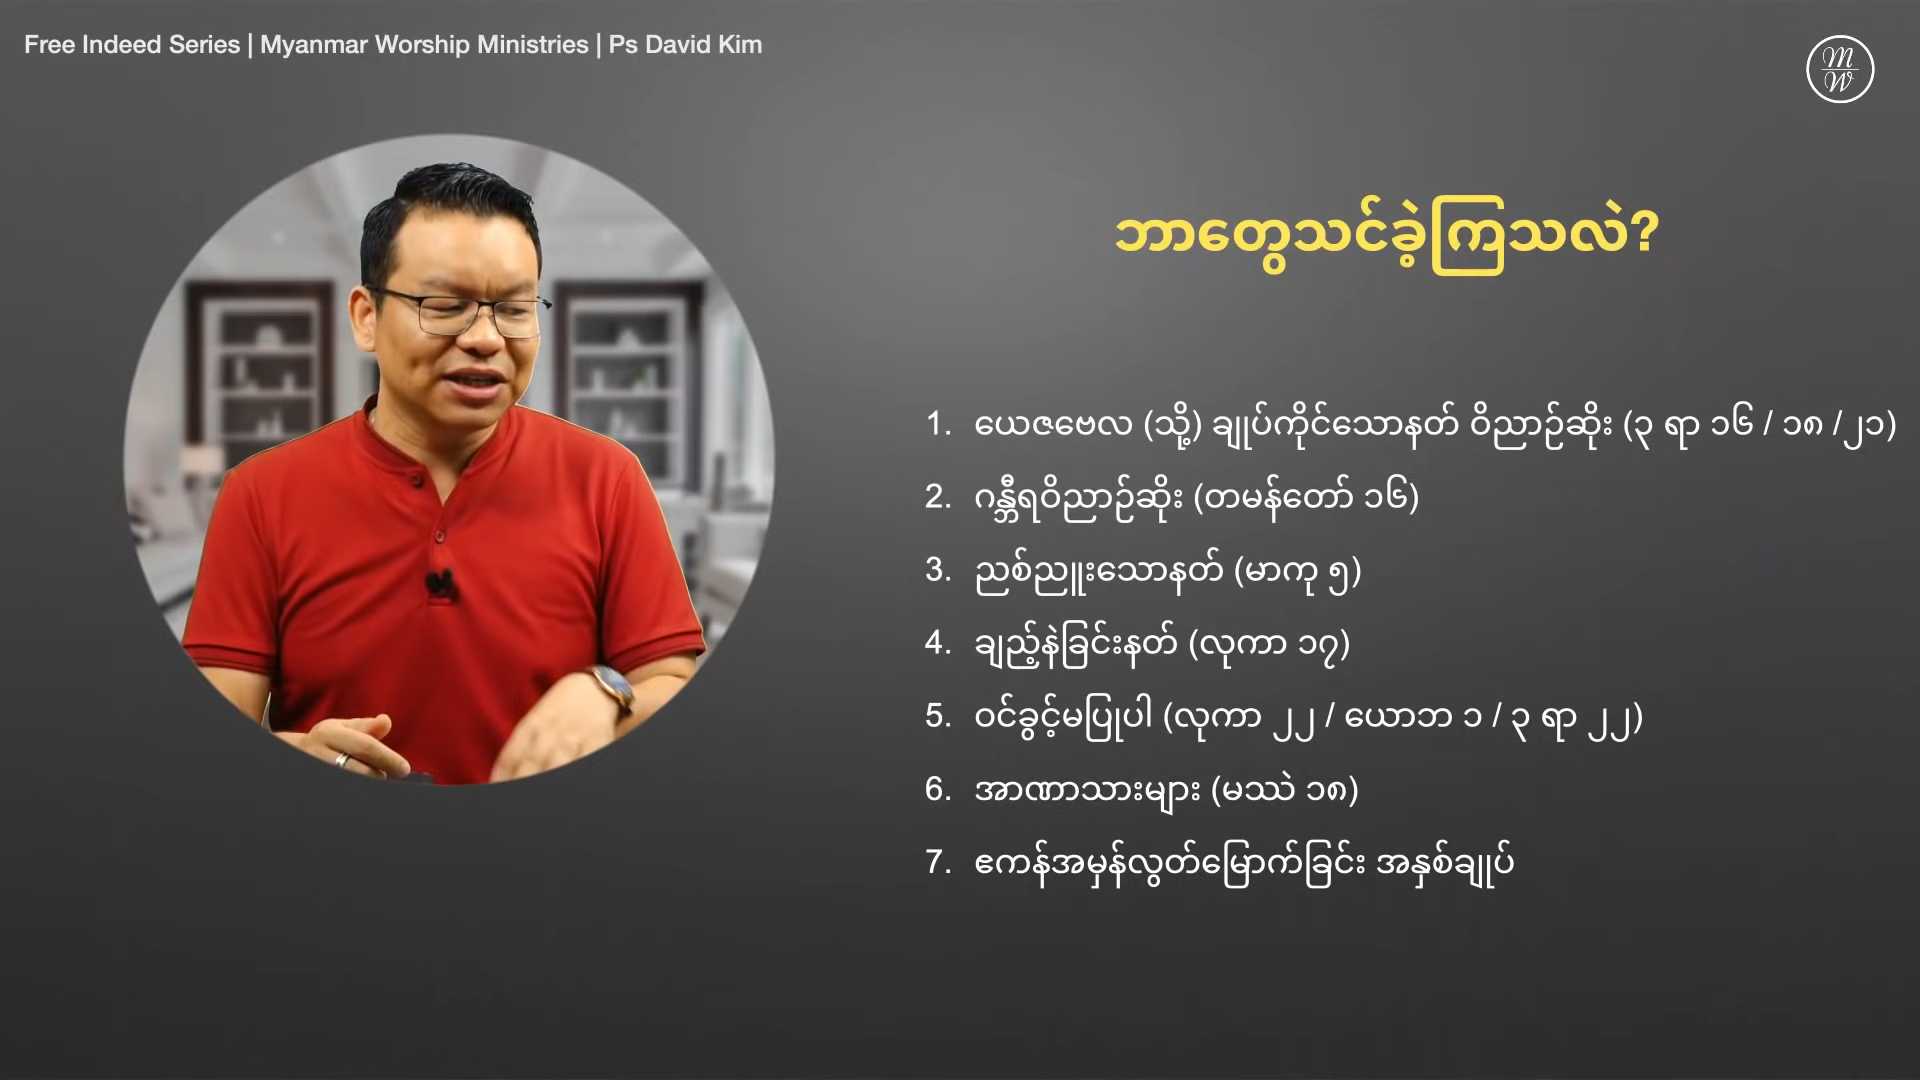 Free Indeed Series | Myanmar Worship Ministries | Ps David Kim
MW
ဘာတွေသင်ခဲ့ကြသလဲ?
1. ယေဇဗေလ (သို့) ချုပ်ကိုင်သောနတ် ဝိညာဉ်ဆိုး (၃ ရာ ၁၆ / ၁၈ /၂၁)
2. ဂန္ဘီရဝိညာဉ်ဆိုး (တမန်တော် ၁၆)
3. ညစ်ညူးသောနတ် (မာကု ၅)
4. ချည့်နဲ့ခြင်းနတ် (လုကာ ၁၇)
5. ဝင်ခွင့်မပြုပါ (လုကာ ၂၂ / ယောဘ ၁ / ၃ ရာ ၂၂)
6. အာဏာသားများ (မဿဲ ၁၈)
7. ဧကန်အမှန်လွတ်မြောက်ခြင်း အနှစ်ချုပ်